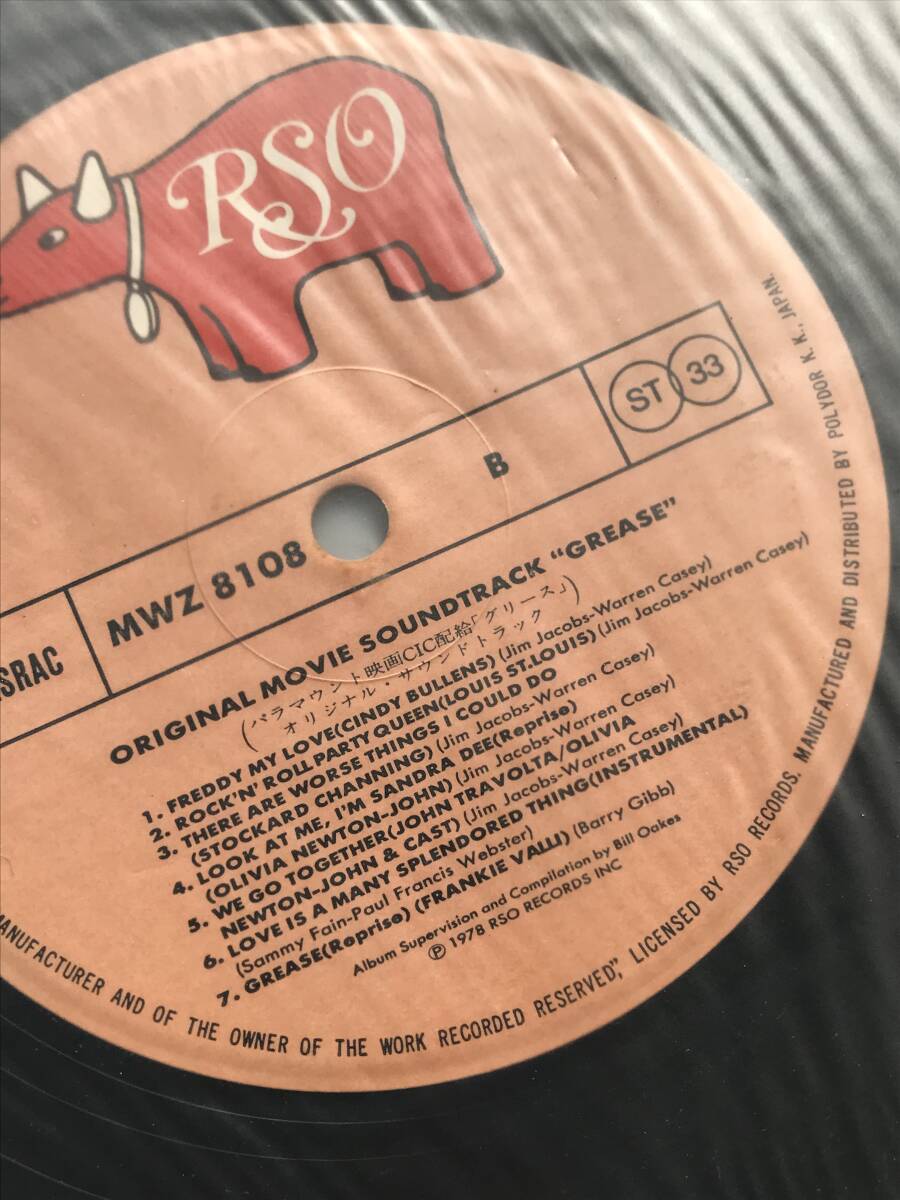 RSO
ST 33
B
JASRAC
MWZ 8108
ORIGINAL MOVIE SOUNDTRACK "GREASE"
(パラマウント映画CIC配給「グリース」
オリジナル・サウンドトラック)
1. FREDDY MY LOVE(CINDY BULLENS) (Jim Jacobs-Warren Casey)
2. ROCK'N'ROLL PARTY QUEEN(LOUIS ST.LOUIS) (Jim Jacobs-Warren Casey)
3. THERE ARE WORSE THINGS I COULD DO
(STOCKARD CHANNING) (Jim Jacobs-Warren Casey)
4. LOOK AT ME, I'M SANDRA DEE(Reprise)
(OLIVIA NEWTON-JOHN) (Jim Jacobs-Warren Casey)
5. WE GO TOGETHER(JOHN TRAVOLTA/OLIVIA
NEWTON-JOHN & CAST) (Jim Jacobs-Warren Casey)
6. LOVE IS A MANY SPLENDORED THING(INSTRUMENTAL)
(Sammy Fain-Paul Francis Webster)
7. GREASE(Reprise) (FRANKIE VALLI) (Barry Gibb)
Album Supervision and Compilation by Bill Oakes
Ⓟ 1978 RSO RECORDS INC
MANUFACTURER AND OF THE OWNER OF THE WORK RECORDED RESERVED", LICENSED BY RSO RECORDS. MANUFACTURED AND DISTRIBUTED BY POLYDOR K.K., JAPAN.